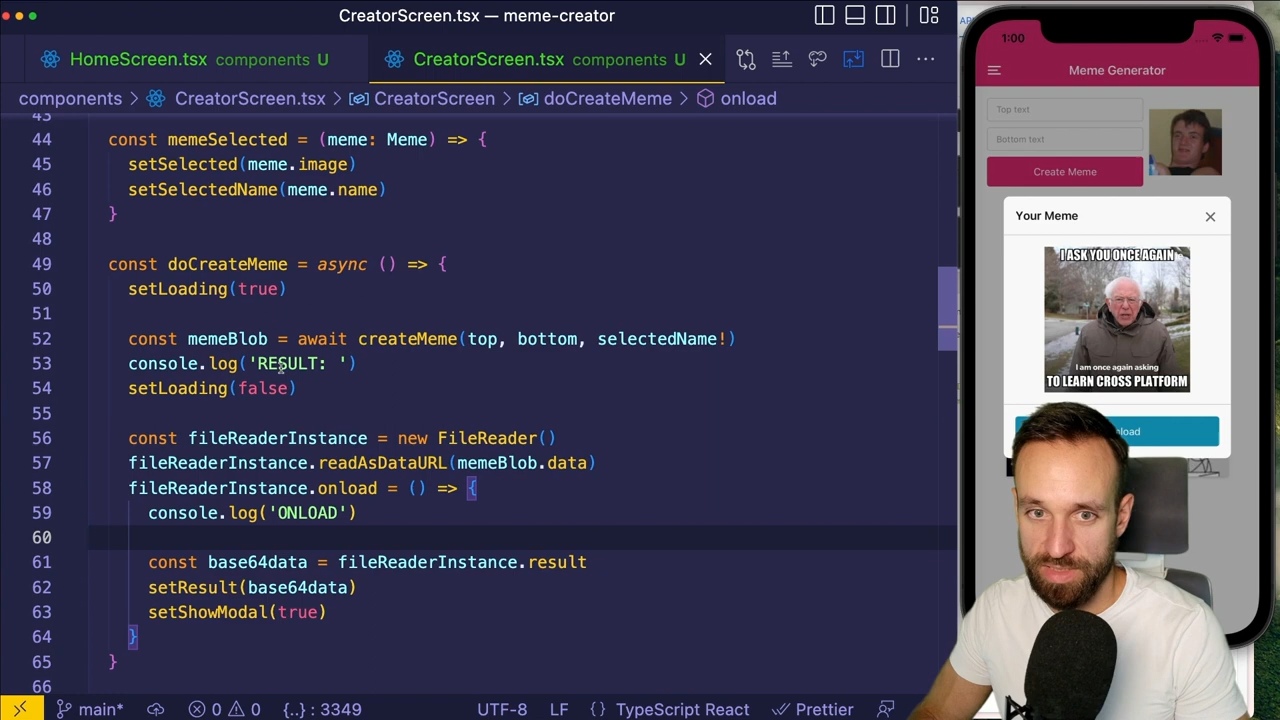 CreatorScreen.tsx — meme-creator
HomeScreen.tsx components U
CreatorScreen.tsx components U
components > CreatorScreen.tsx > CreatorScreen > doCreateMeme > onload
43
44 const memeSelected = (meme: Meme) => {
45 setSelected(meme.image)
46 setSelectedName(meme.name)
47 }
48
49 const doCreateMeme = async () => {
50 setLoading(true)
51
52 const memeBlob = await createMeme(top, bottom, selectedName!)
53 console.log('RESULT: ')
54 setLoading(false)
55
56 const fileReaderInstance = new FileReader()
57 fileReaderInstance.readAsDataURL(memeBlob.data)
58 fileReaderInstance.onload = () => {
59 console.log('ONLOAD')
60
61 const base64data = fileReaderInstance.result
62 setResult(base64data)
63 setShowModal(true)
64 }
65 }
66
main* 0 0 {..} : 3349 UTF-8 LF {} TypeScript React Prettier
1:00
Meme Generator
Top text
Bottom text
Create Meme
Your Meme
I ASK YOU ONCE AGAIN
I am once again asking
TO LEARN CROSS PLATFORM